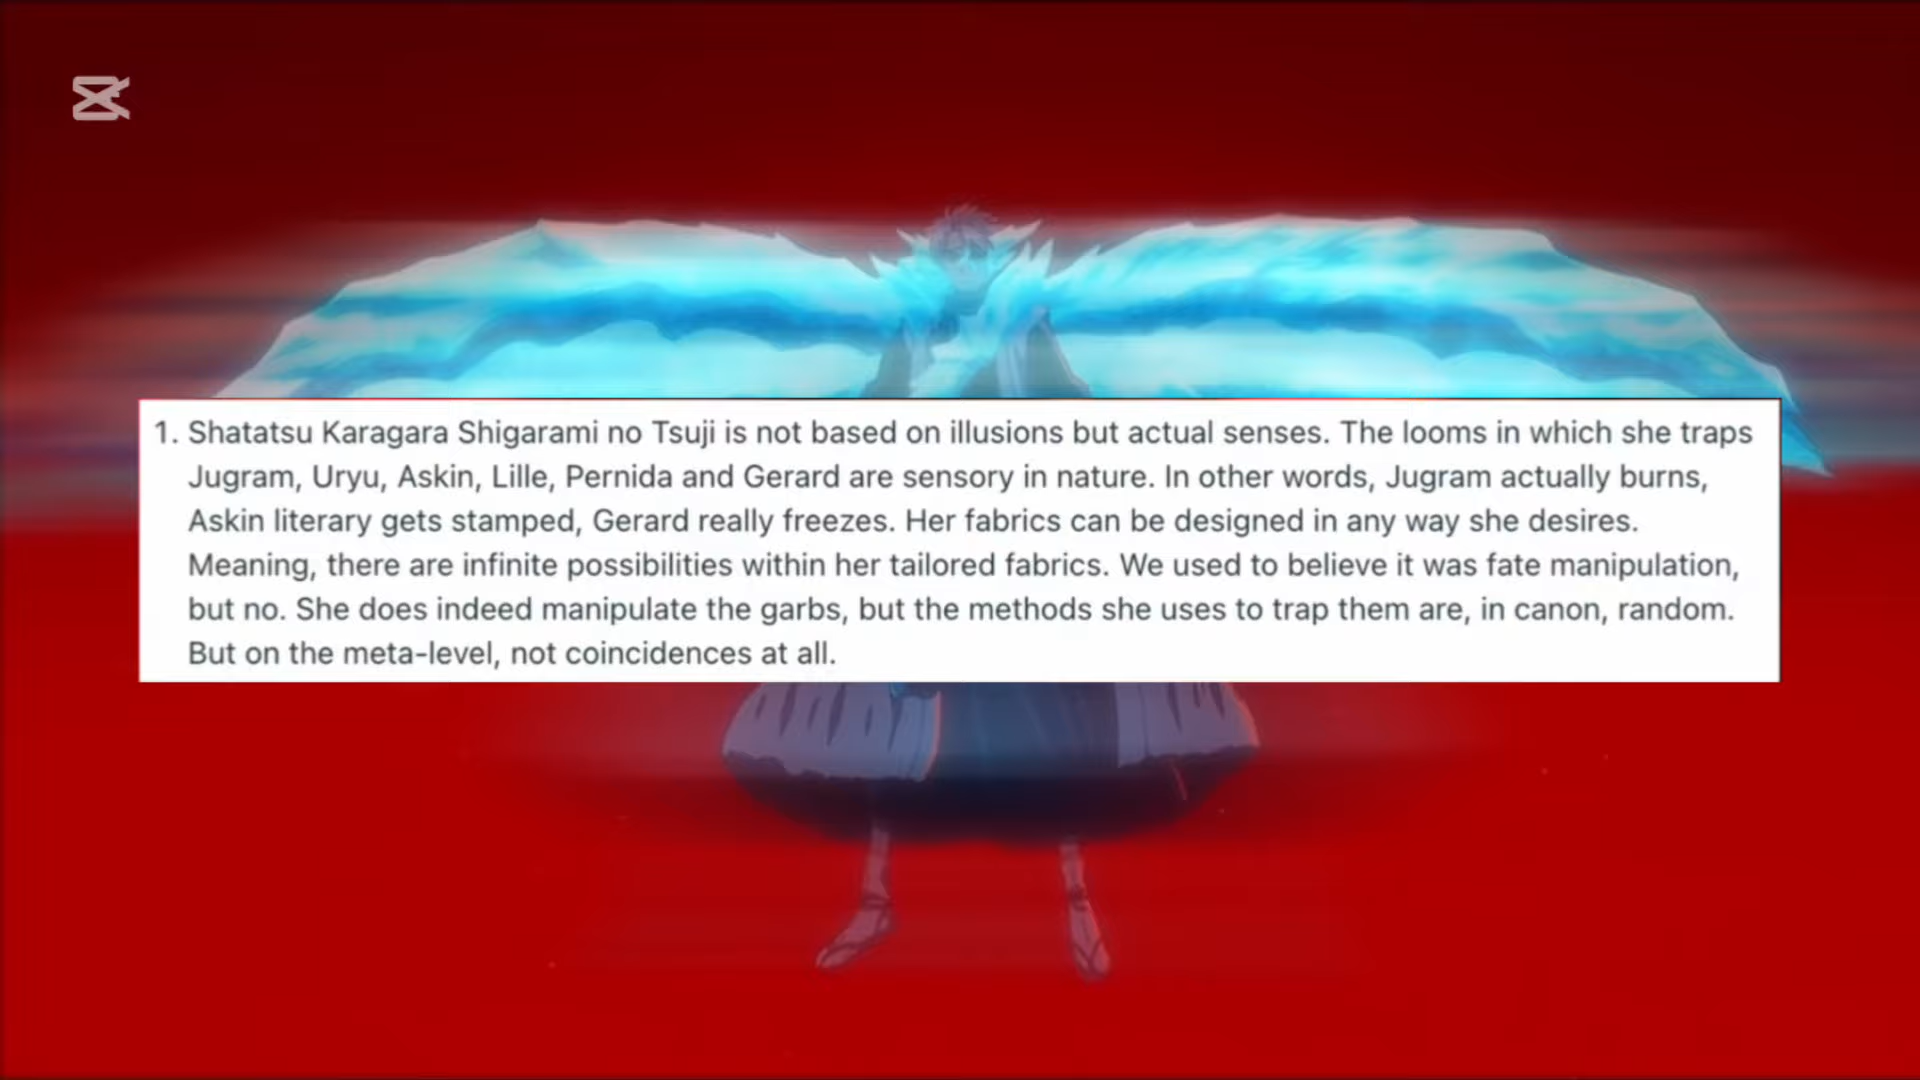 1. Shatatsu Karagara Shigarami no Tsuji is not based on illusions but actual senses. The looms in which she traps
Jugram, Uryu, Askin, Lille, Pernida and Gerard are sensory in nature. In other words, Jugram actually burns,
Askin literary gets stamped, Gerard really freezes. Her fabrics can be designed in any way she desires.
Meaning, there are infinite possibilities within her tailored fabrics. We used to believe it was fate manipulation,
but no. She does indeed manipulate the garbs, but the methods she uses to trap them are, in canon, random.
But on the meta-level, not coincidences at all.